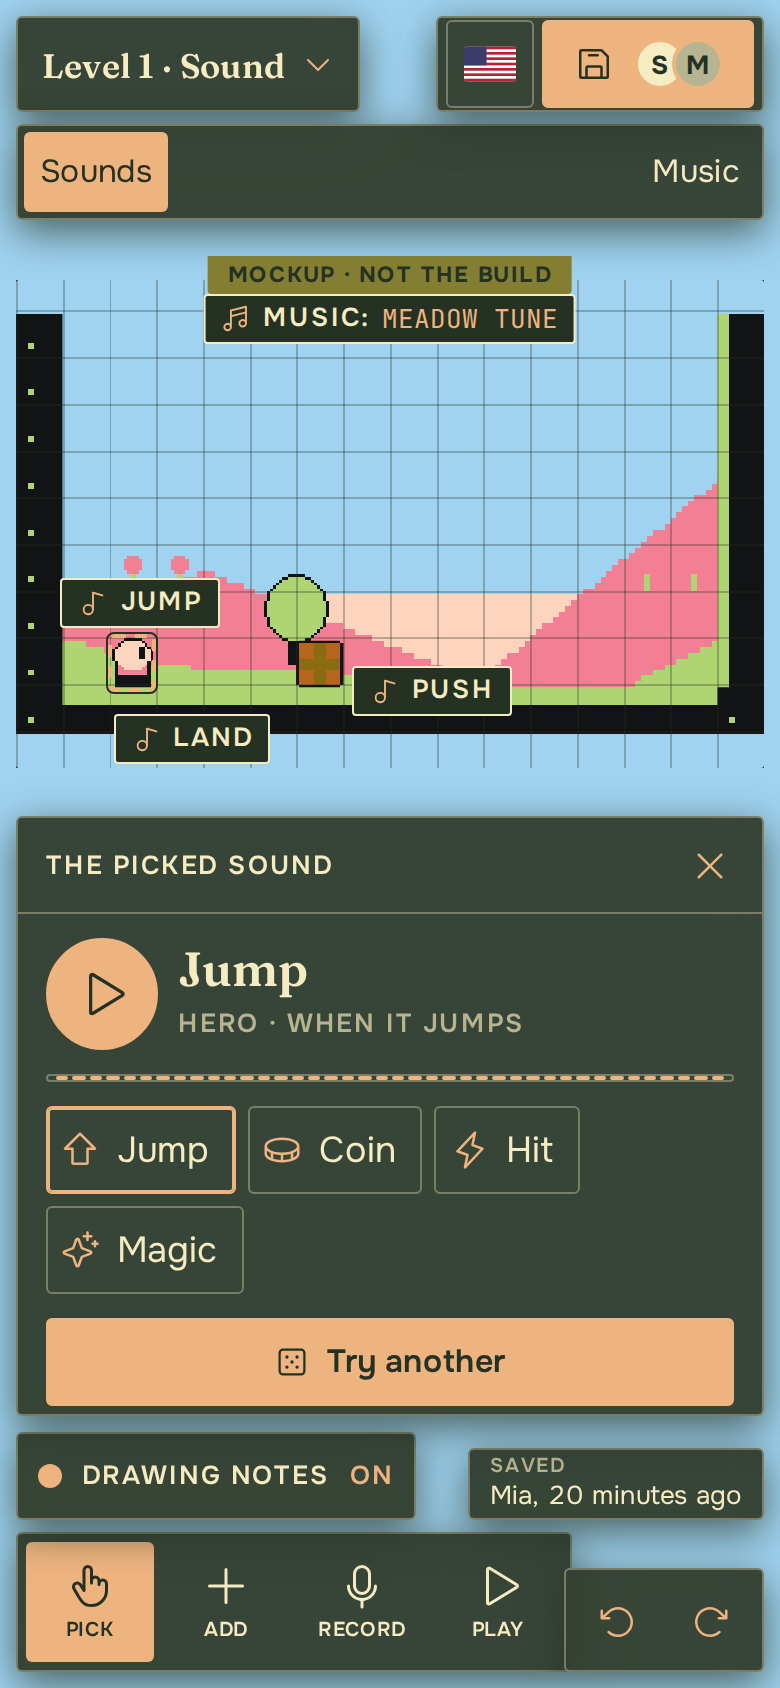 Level 1 · Sound
S M
Sounds
Music
MOCKUP · NOT THE BUILD
MUSIC: MEADOW TUNE
JUMP
PUSH
LAND
THE PICKED SOUND
Jump
HERO · WHEN IT JUMPS
Jump
Coin
Hit
Magic
Try another
DRAWING NOTES ON
SAVED
Mia, 20 minutes ago
PICK
ADD
RECORD
PLAY